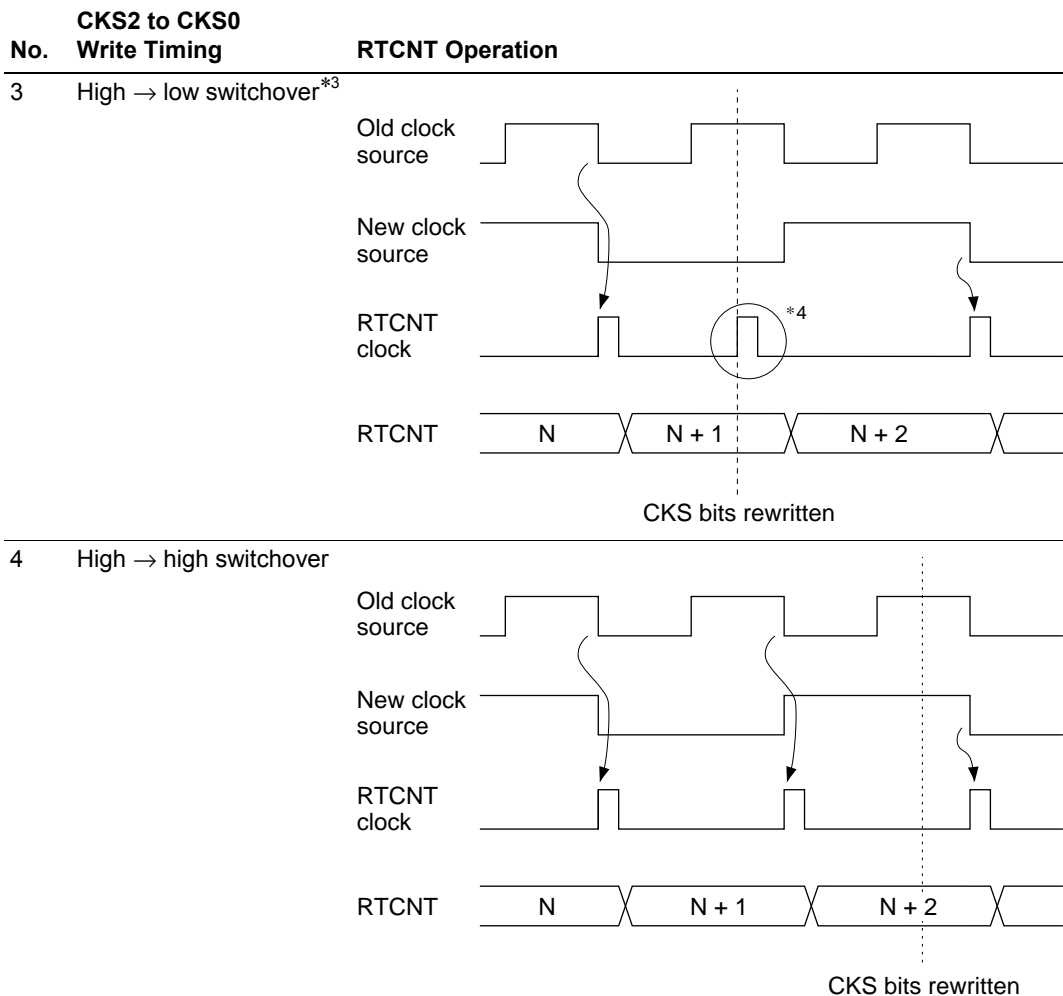 No.
CKS2 to CKS0
Write Timing
RTCNT Operation
3
High → low switchover*3
Old clock
source
New clock
source
RTCNT
clock
*4
RTCNT
N
N + 1
N + 2
CKS bits rewritten
4
High → high switchover
Old clock
source
New clock
source
RTCNT
clock
RTCNT
N
N + 1
N + 2
CKS bits rewritten